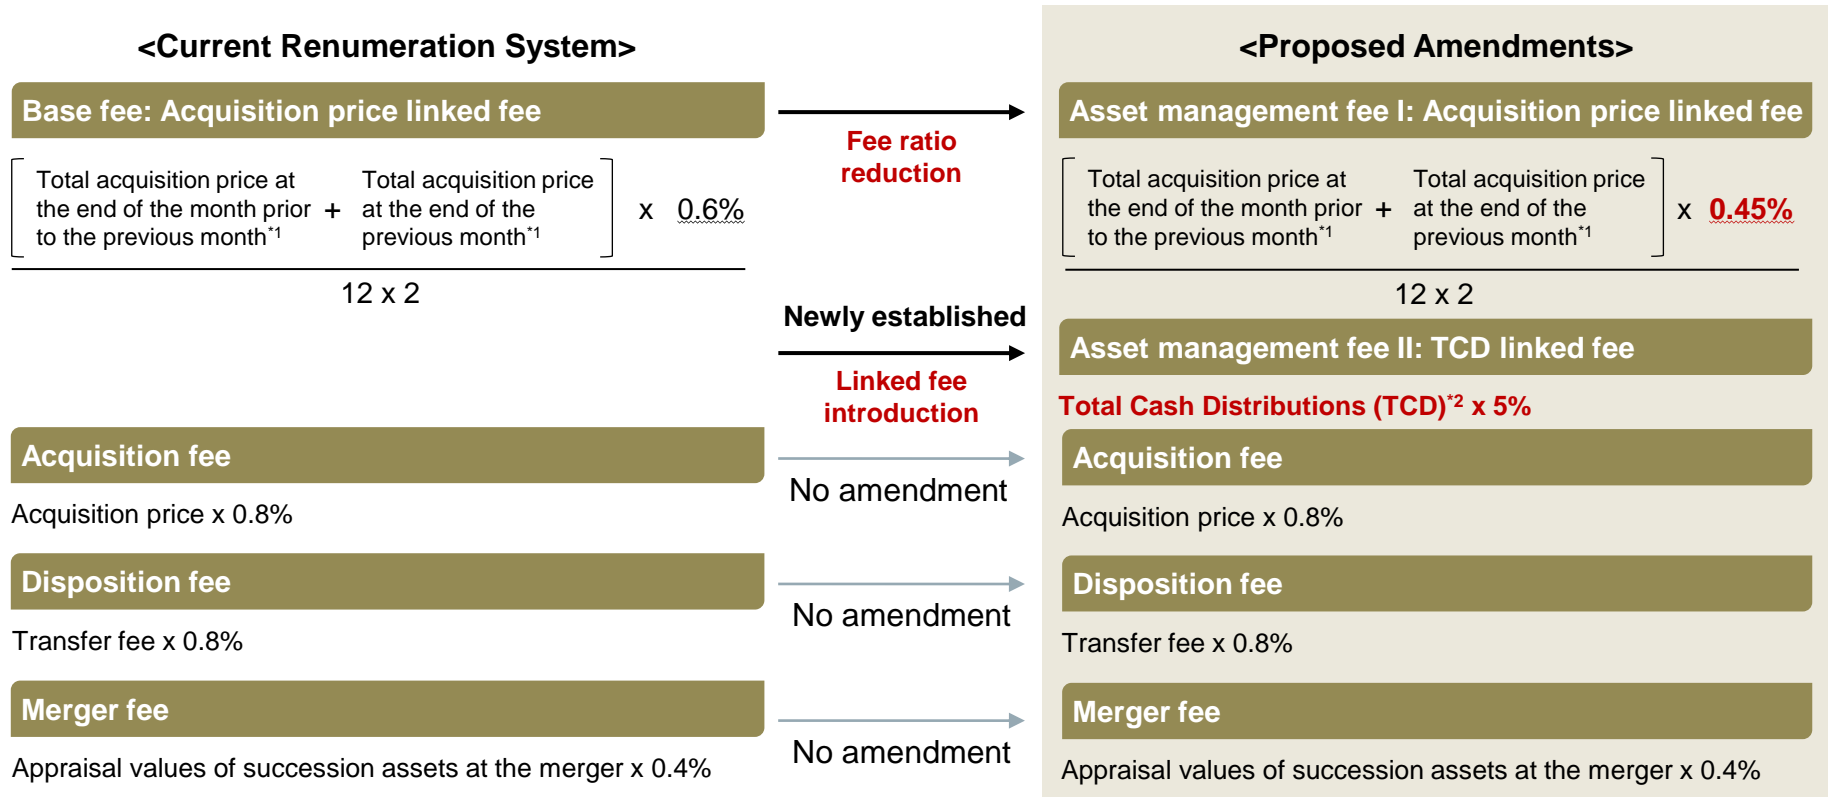 <Current Renumeration System>
Base fee: Acquisition price linked fee
Total acquisition price at
the end of the month prior
to the previous month*1
+
Total acquisition price
at the end of the
previous month*1
x 0.6%
12 x 2
Acquisition fee
Acquisition price x 0.8%
Disposition fee
Transfer fee x 0.8%
Merger fee
Appraisal values of succession assets at the merger x 0.4%
Fee ratio
reduction
Newly established
Linked fee
introduction
No amendment
No amendment
No amendment
<Proposed Amendments>
Asset management fee I: Acquisition price linked fee
Total acquisition price at
the end of the month prior
to the previous month*1
+
Total acquisition price
at the end of the
previous month*1
x 0.45%
12 x 2
Asset management fee II: TCD linked fee
Total Cash Distributions (TCD)*2 x 5%
Acquisition fee
Acquisition price x 0.8%
Disposition fee
Transfer fee x 0.8%
Merger fee
Appraisal values of succession assets at the merger x 0.4%